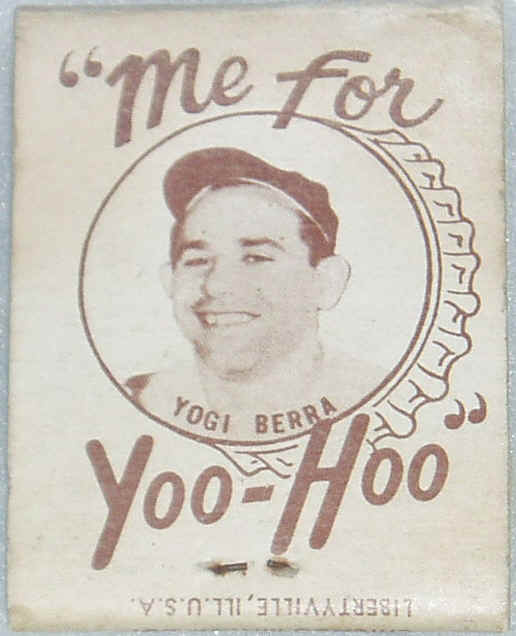 "Me For
YOGI BERRA
Yoo-Hoo"
LIBERTYVILLE, ILL. U.S.A.